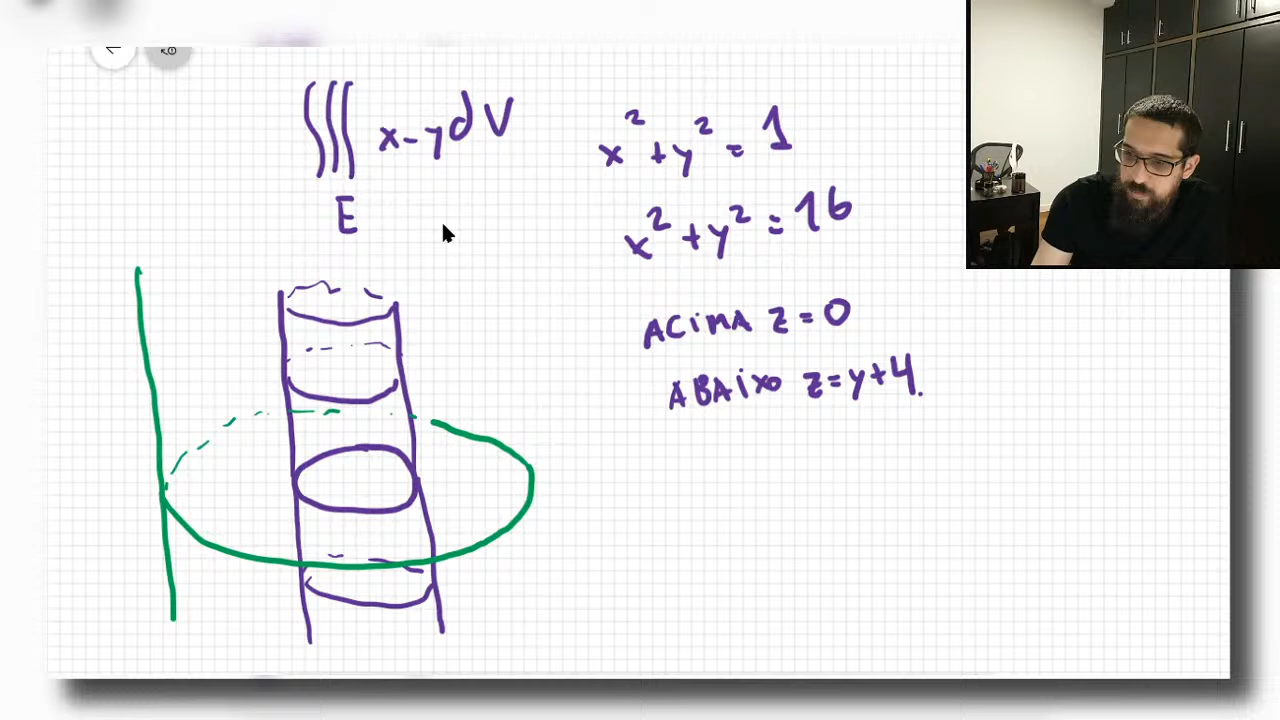 ∭ x-y dV
E
x²+y²=1
x²+y²=16
ACiMA z=0
ABAixo z=y+4.